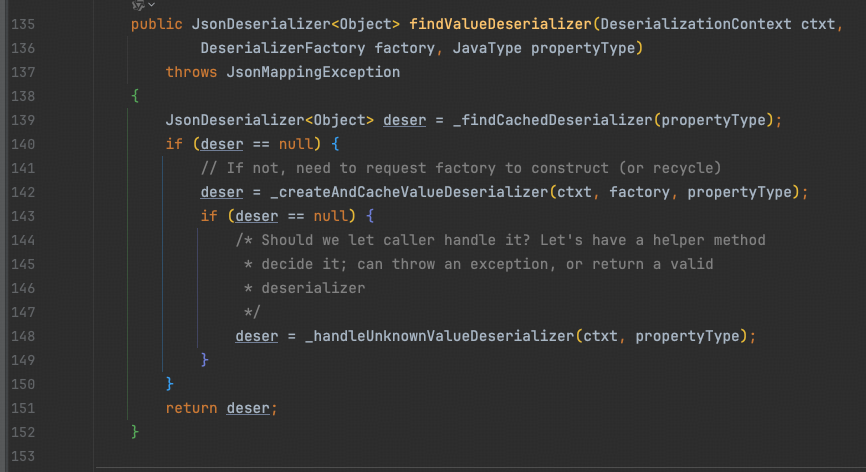 135 public JsonDeserializer<Object> findValueDeserializer(DeserializationContext ctxt,
136 DeserializerFactory factory, JavaType propertyType)
137 throws JsonMappingException
138 {
139 JsonDeserializer<Object> deser = _findCachedDeserializer(propertyType);
140 if (deser == null) {
141 // If not, need to request factory to construct (or recycle)
142 deser = _createAndCacheValueDeserializer(ctxt, factory, propertyType);
143 if (deser == null) {
144 /* Should we let caller handle it? Let's have a helper method
145 * decide it; can throw an exception, or return a valid
146 * deserializer
147 */
148 deser = _handleUnknownValueDeserializer(ctxt, propertyType);
149 }
150 }
151 return deser;
152 }
153